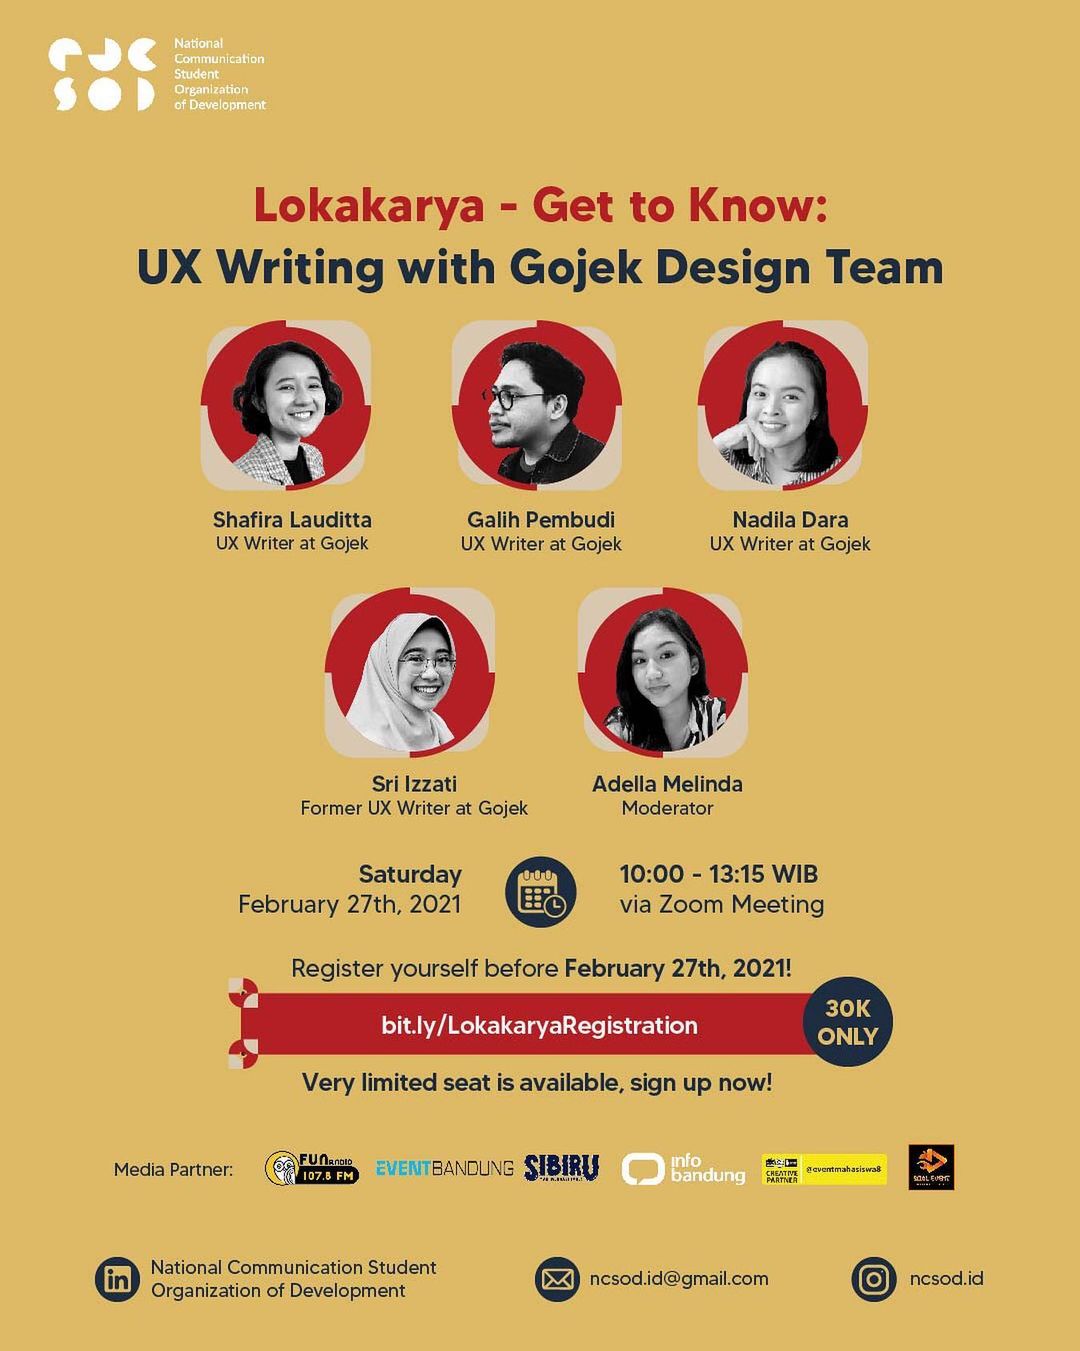 National
Communication
Student
Organization
of Development
Lokakarya - Get to Know:
UX Writing with Gojek Design Team
Shafira Lauditta
UX Writer at Gojek
Galih Pembudi
UX Writer at Gojek
Nadila Dara
UX Writer at Gojek
Sri Izzati
Former UX Writer at Gojek
Adella Melinda
Moderator
Saturday
February 27th, 2021
10:00 - 13:15 WIB
via Zoom Meeting
Register yourself before February 27th, 2021!
bit.ly/LokakaryaRegistration
30K
ONLY
Very limited seat is available, sign up now!
Media Partner:
FUN RADIO
107.8 FM
EVENTBANDUNG
SIBIRU
info
bandung
CREATIVE
PARTNER
@eventmahasiswa8
National Communication Student
Organization of Development
ncsod.id@gmail.com
ncsod.id